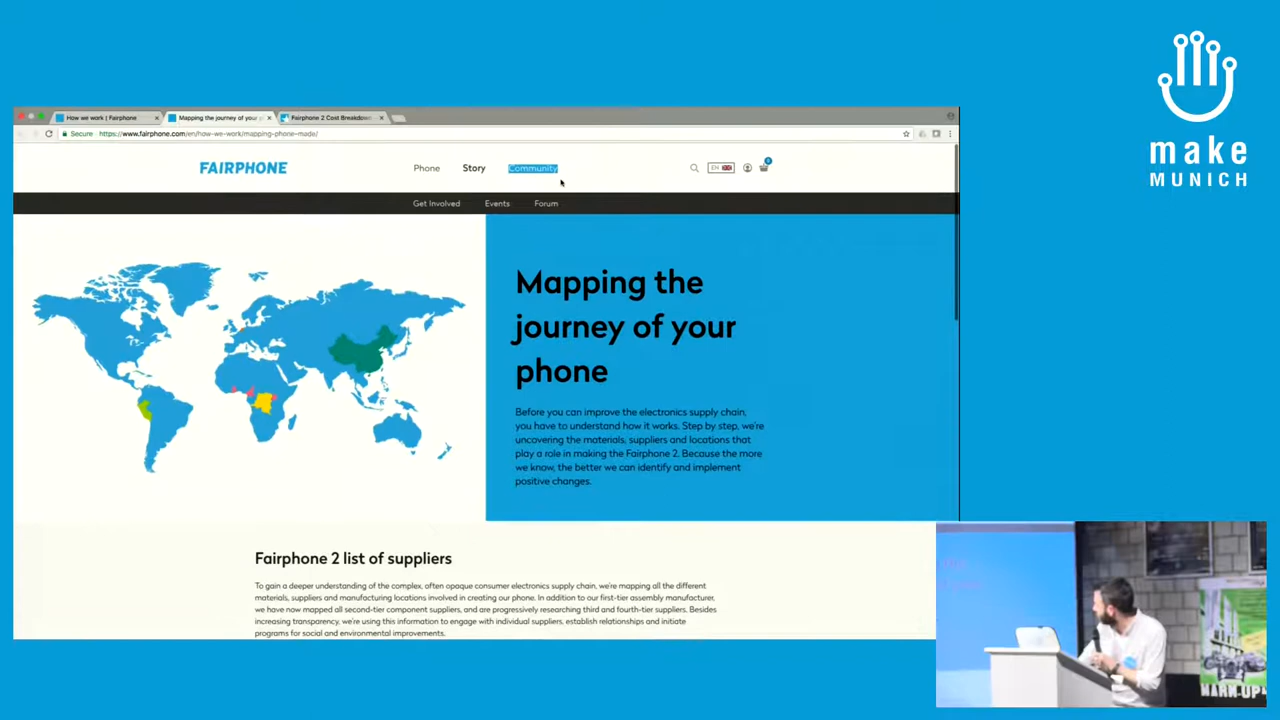 How we work | Fairphone
Mapping the journey of your
Fairphone 2 Cost Breakdown
Secure
https://www.fairphone.com/en/how-we-work/mapping-phone-made/
FAIRPHONE
Phone
Story
Community
EN
0
Get Involved
Events
Forum
Mapping the
journey of your
phone
Before you can improve the electronics supply chain,
you have to understand how it works. Step by step, we're
uncovering the materials, suppliers and locations that
play a role in making the Fairphone 2. Because the more
we know, the better we can identify and implement
positive changes.
Fairphone 2 list of suppliers
To gain a deeper understanding of the complex, often opaque consumer electronics supply chain, we're mapping all the different
materials, suppliers and manufacturing locations involved in creating our phone. In addition to our first-tier assembly manufacturer,
we have now mapped all second-tier component suppliers, and are progressively researching third and fourth-tier suppliers. Besides
increasing transparency, we're using this information to engage with individual suppliers, establish relationships and initiate
programs for social and environmental improvements.
make
MUNICH
WARM-UP